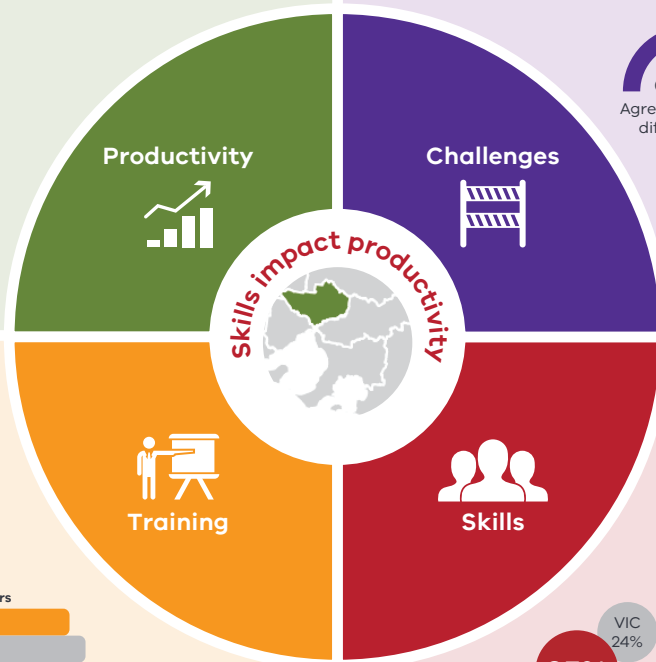 Productivity
Challenges
Skills impact productivity
Training
Skills
VIC
24%